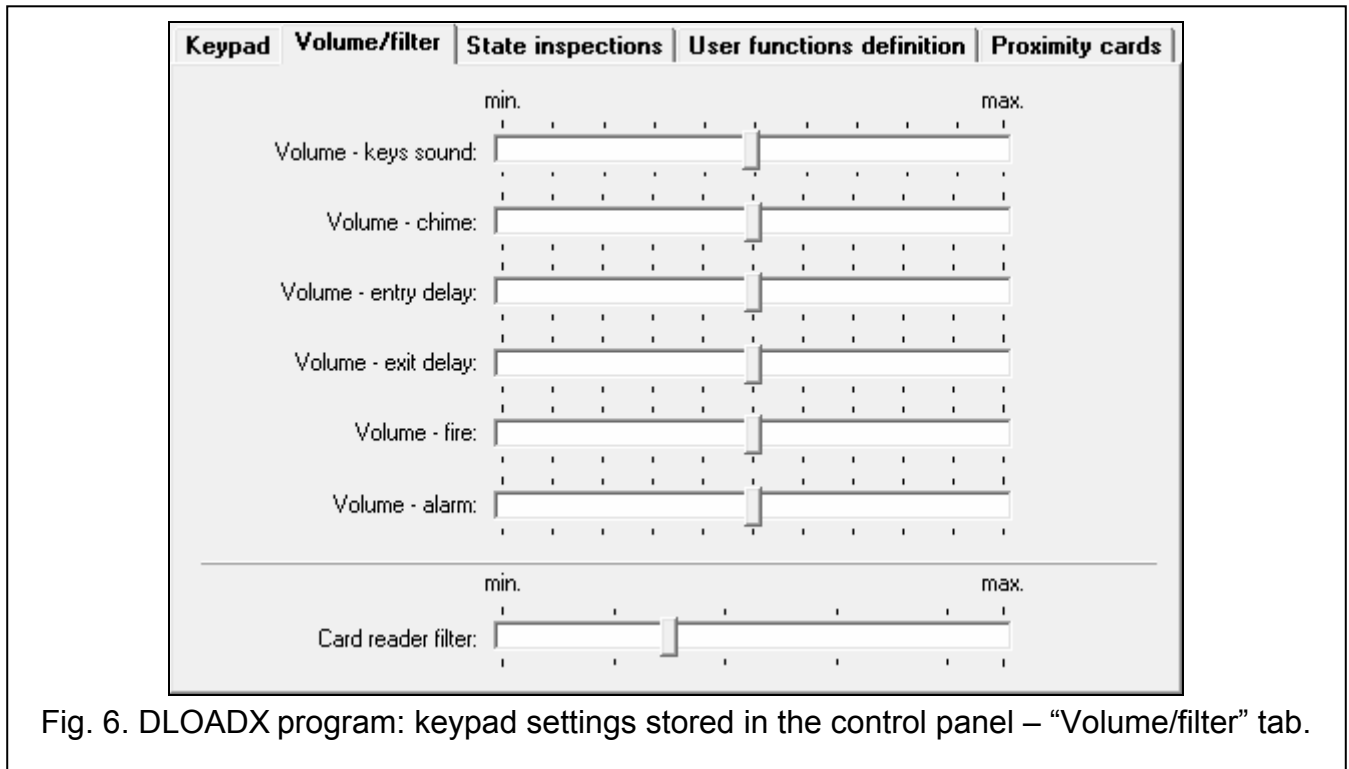 Keypad Volume/filter State inspections User functions definition Proximity cards
min. max.
Volume - keys sound:
Volume - chime:
Volume - entry delay:
Volume - exit delay:
Volume - fire:
Volume - alarm:
min. max.
Card reader filter:
Fig. 6. DLOADX program: keypad settings stored in the control panel – “Volume/filter” tab.